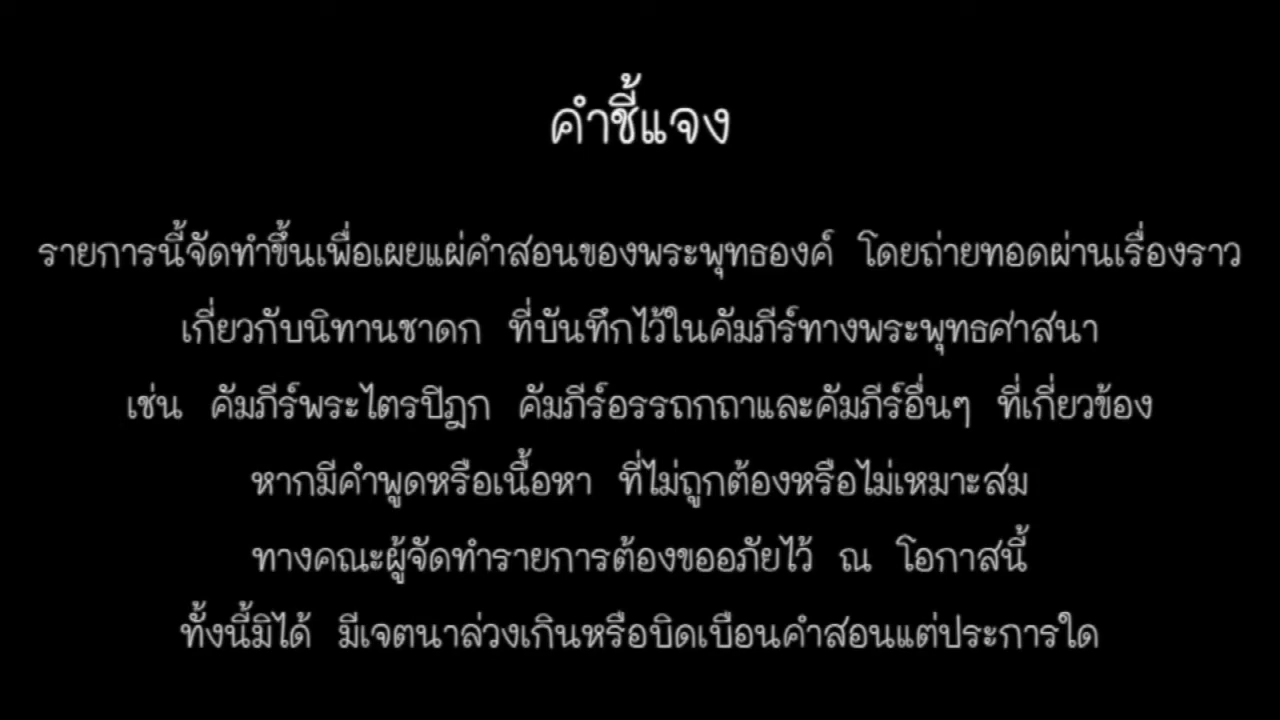 คำชี้แจง
รายการนี้จัดทำขึ้นเพื่อเผยแผ่คำสอนของพระพุทธองค์ โดยถ่ายทอดผ่านเรื่องราว
เกี่ยวกับนิทานชาดก ที่บันทึกไว้ในคัมภีร์ทางพระพุทธศาสนา
เช่น คัมภีร์พระไตรปิฎก คัมภีร์อรรถกถาและคัมภีร์อื่นๆ ที่เกี่ยวข้อง
หากมีคำพูดหรือเนื้อหา ที่ไม่ถูกต้องหรือไม่เหมาะสม
ทางคณะผู้จัดทำรายการต้องขออภัยไว้ ณ โอกาสนี้
ทั้งนี้มิได้ มีเจตนาล่วงเกินหรือบิดเบือนคำสอนแต่ประการใด